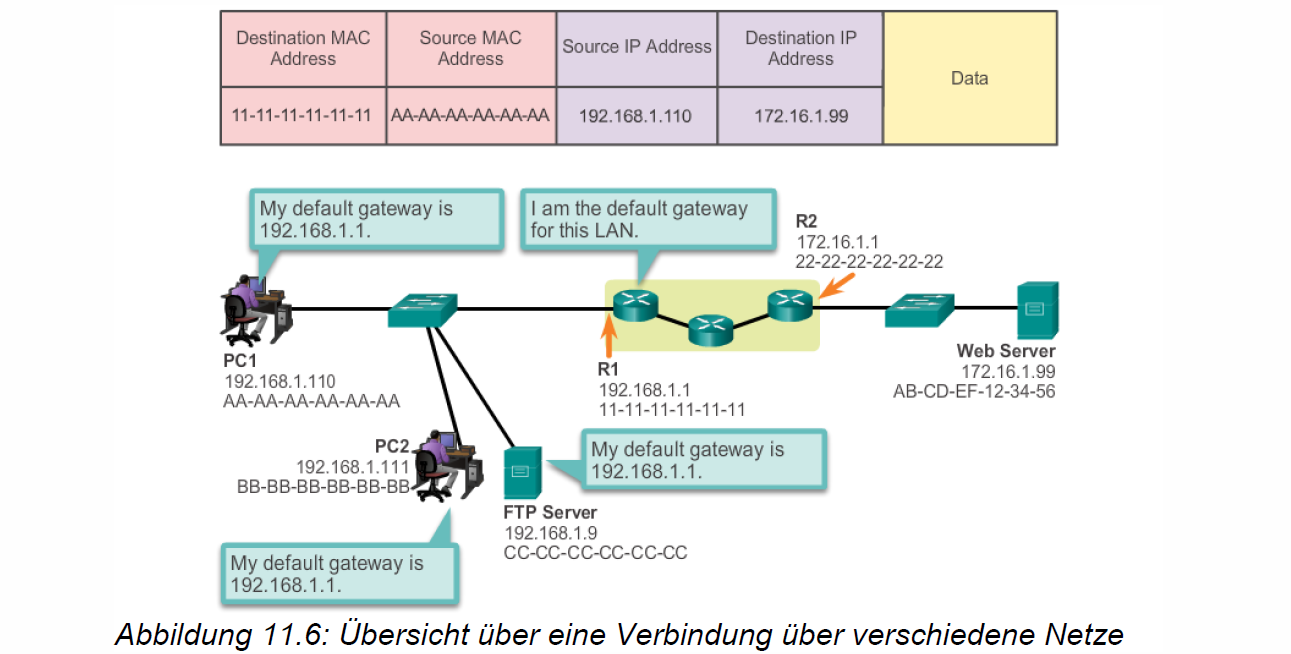 Destination MAC
Address
Source MAC
Address
Source IP Address
Destination IP
Address
Data
11-11-11-11-11-11
AA-AA-AA-AA-AA-AA
192.168.1.110
172.16.1.99
My default gateway is
192.168.1.1.
I am the default gateway
for this LAN.
R2
172.16.1.1
22-22-22-22-22-22
PC1
192.168.1.110
AA-AA-AA-AA-AA-AA
R1
192.168.1.1
11-11-11-11-11-11
Web Server
172.16.1.99
AB-CD-EF-12-34-56
PC2
192.168.1.111
BB-BB-BB-BB-BB-BB
My default gateway is
192.168.1.1.
FTP Server
192.168.1.9
CC-CC-CC-CC-CC-CC
My default gateway is
192.168.1.1.
Abbildung 11.6: Übersicht über eine Verbindung über verschiedene Netze